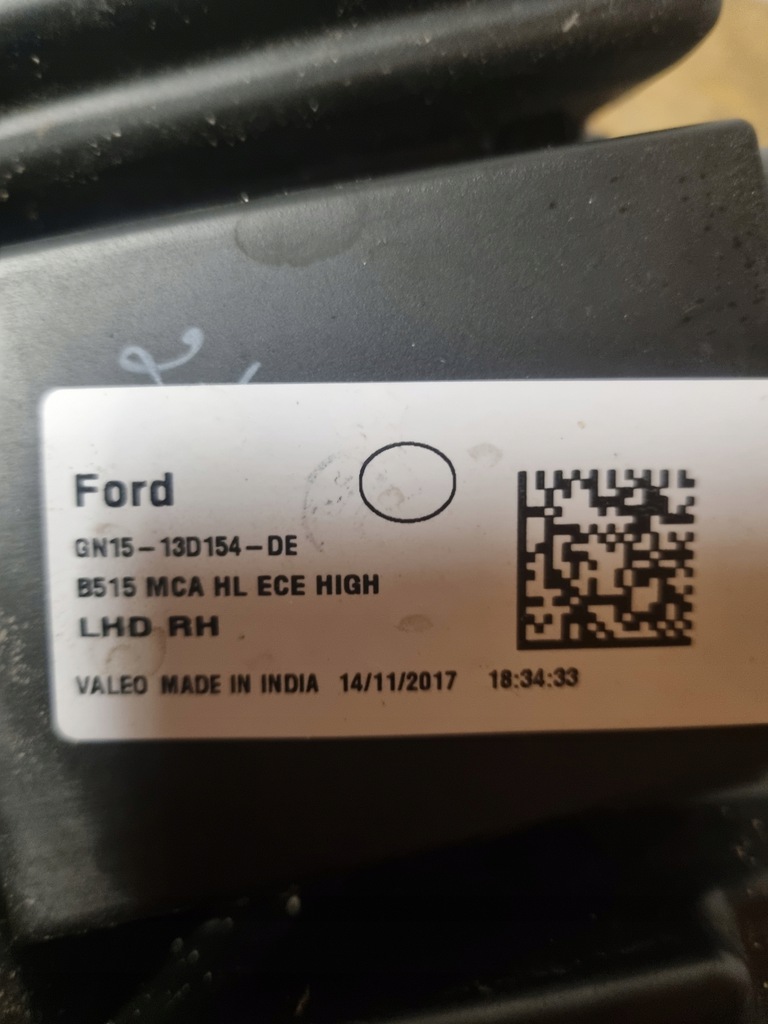 Ford
GN15-13D154-DE
B515 MCA HL ECE HIGH
LHD RH
VALEO MADE IN INDIA 14/11/2017 18:34:33